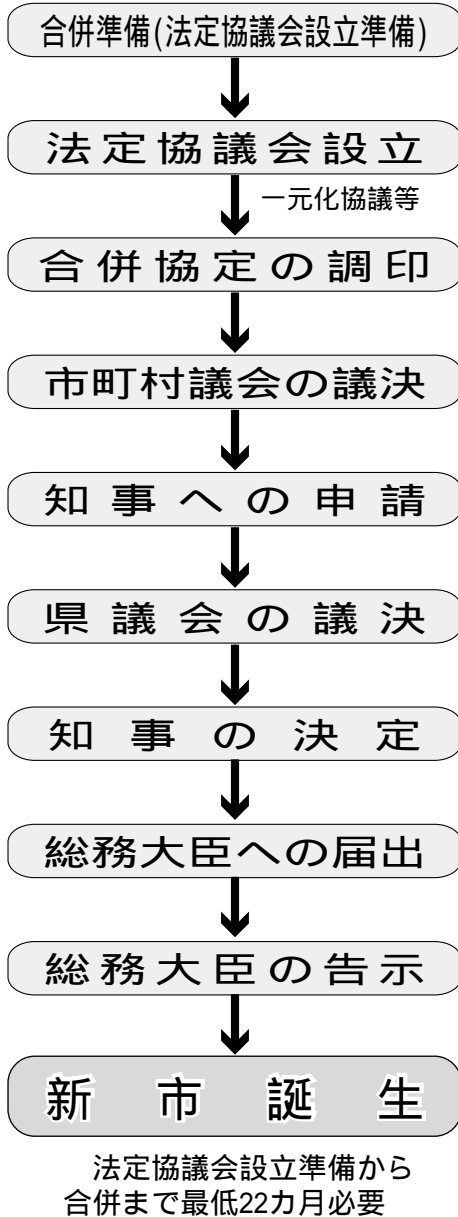 合併準備(法定協議会設立準備)
法定協議会設立
一元化協議等
合併協定の調印
市町村議会の議決
知事への申請
県議会の議決
知事の決定
総務大臣への届出
総務大臣の告示
新市誕生
法定協議会設立準備から
合併まで最低22カ月必要